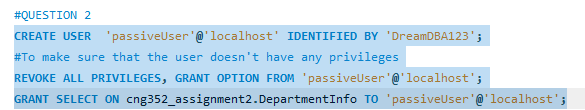 #QUESTION 2
CREATE USER 'passiveUser'@'localhost' IDENTIFIED BY 'DreamDBA123';
#To make sure that the user doesn't have any privileges
REVOKE ALL PRIVILEGES, GRANT OPTION FROM 'passiveUser'@'localhost';
GRANT SELECT ON cng352_assignment2.DepartmentInfo TO 'passiveUser'@'localhost';